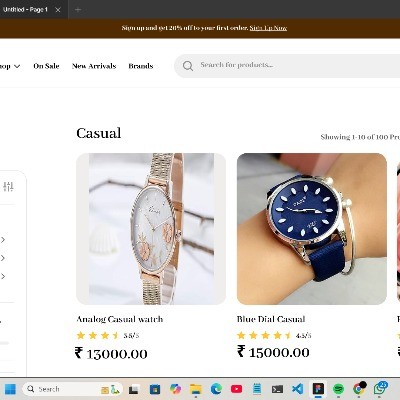 Untitled - Page 1
Sign up and get 20% off to your first order. Sign Up Now
hop
On Sale
New Arrivals
Brands
Search for products...
Casual
Showing 1-10 of 100 Pro
Analog Casual watch
Blue Dial Casual
3.5/5
4.5/5
₹ 13000.00
₹ 15000.00
Search